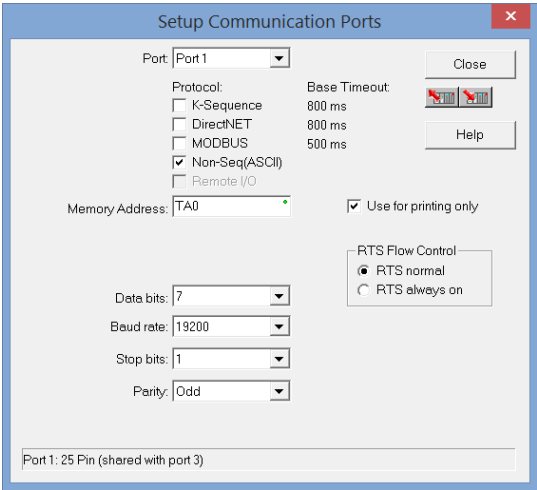 Setup Communication Ports
x
Port: Port 1
Close
Protocol:
Base Timeout:
K-Sequence
800 ms
DirectNET
800 ms
MODBUS
500 ms
Help
Non-Seq(ASCII)
Remote I/O
Memory Address: TA0
Use for printing only
RTS Flow Control
RTS normal
RTS always on
Data bits: 7
Baud rate: 19200
Stop bits: 1
Parity: Odd
Port 1: 25 Pin (shared with port 3)